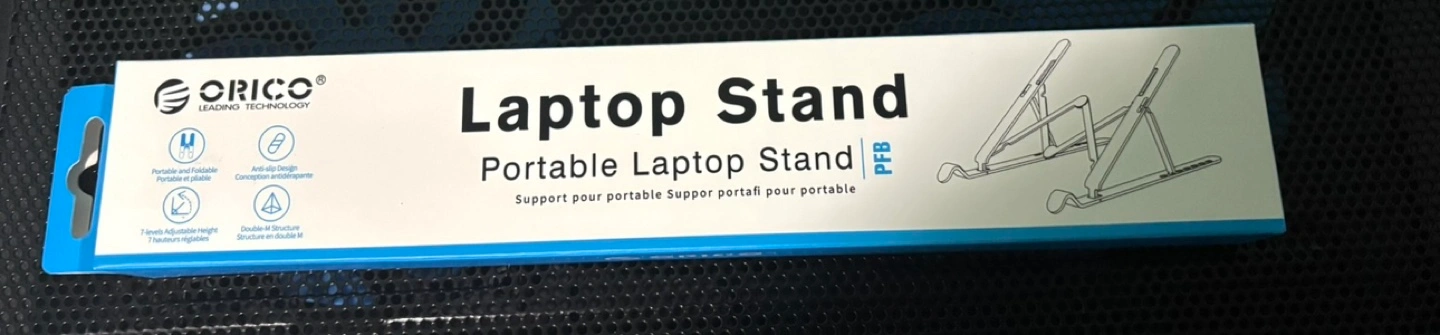 ORICO®
LEADING TECHNOLOGY
Portable and Foldable
Portable et pliable
Anti-slip Design
Conception antidérapante
7-levels Adjustable Height
7 hauteurs réglables
Double-M Structure
Structure en double M
Laptop Stand
Portable Laptop Stand
PFB
Support pour portable Suppor portafi pour portable